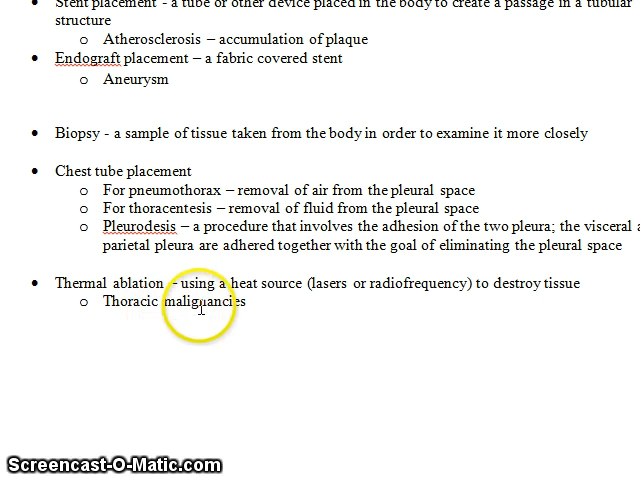 Stent placement - a tube or other device placed in the body to create a passage in a tubular
structure
o Atherosclerosis – accumulation of plaque
• Endograft placement – a fabric covered stent
o Aneurysm
• Biopsy - a sample of tissue taken from the body in order to examine it more closely
• Chest tube placement
o For pneumothorax – removal of air from the pleural space
o For thoracentesis – removal of fluid from the pleural space
o Pleurodesis – a procedure that involves the adhesion of the two pleura; the visceral a
parietal pleura are adhered together with the goal of eliminating the pleural space
• Thermal ablation - using a heat source (lasers or radiofrequency) to destroy tissue
o Thoracic malignancies
Screencast-O-Matic.com